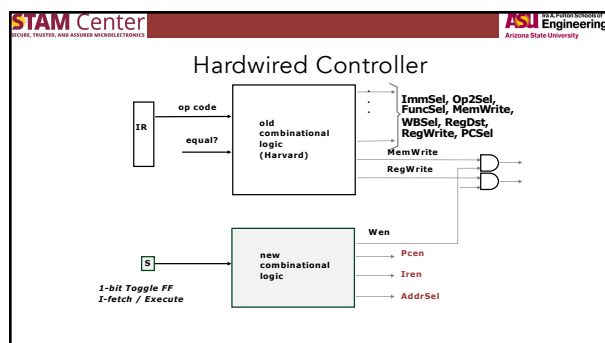 STAM Center
SECURE, TRUSTED, AND ASSURED MICROELECTRONICS
ASU Ira A. Fulton Schools of
Engineering
Arizona State University
Hardwired Controller
op code
IR
equal?
old
combinational
logic
(Harvard)
.
.
.
ImmSel, Op2Sel,
FuncSel, MemWrite,
WBSel, RegDst,
RegWrite, PCSel
MemWrite
RegWrite
Wen
S
new
combinational
logic
Pcen
Iren
AddrSel
1-bit Toggle FF
I-fetch / Execute